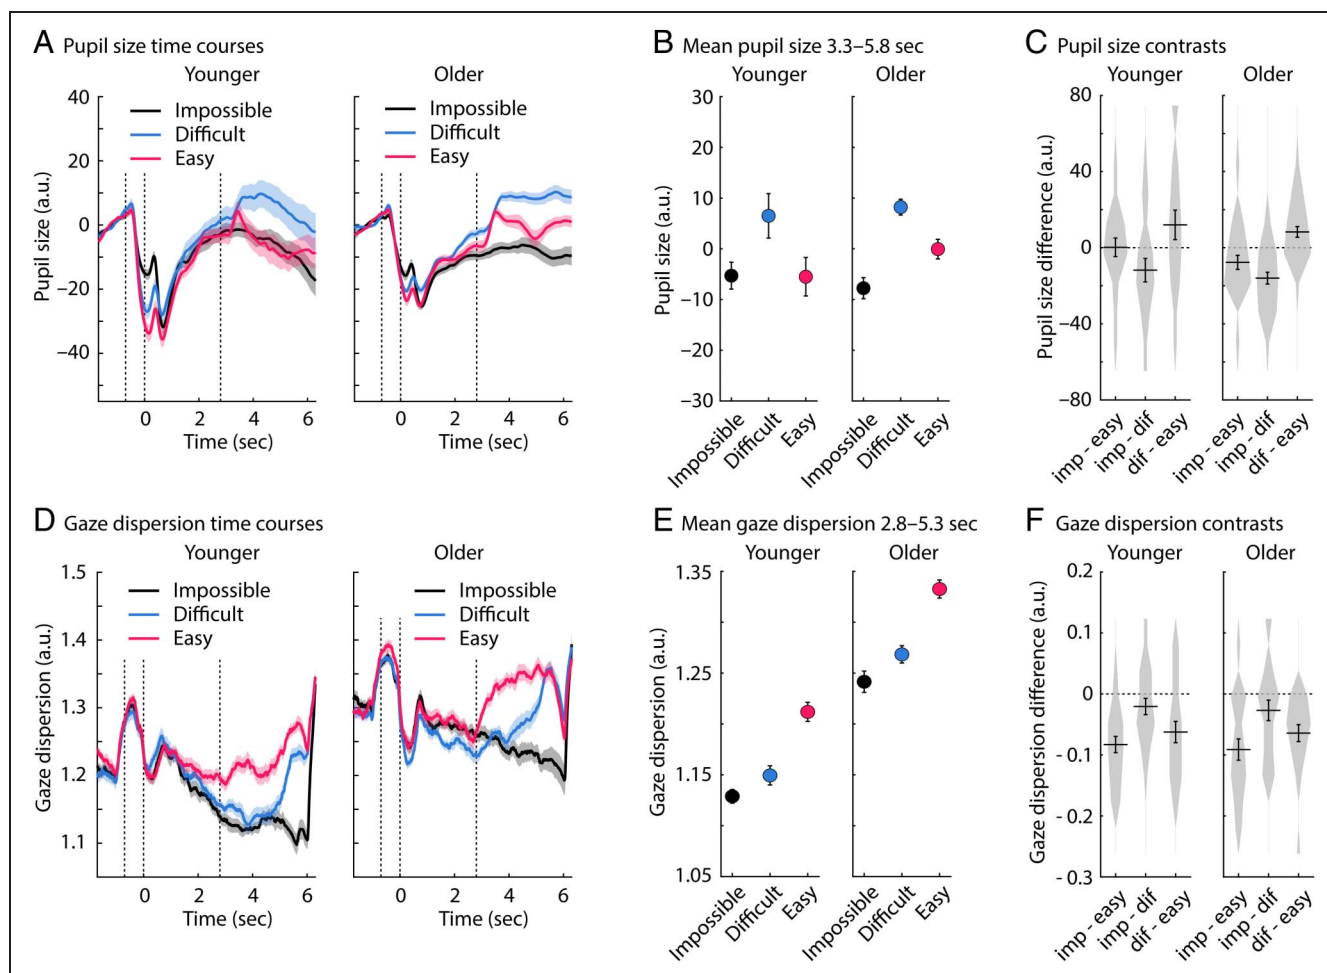 A Pupil size time courses
Younger
Older
40
20
0
−20
−40
Pupil size (a.u.)
Impossible
Difficult
Easy
Impossible
Difficult
Easy
0 2 4 6
Time (sec)
0 2 4 6
Time (sec)
B Mean pupil size 3.3–5.8 sec
Younger
Older
30
20
10
0
−10
−20
−30
Pupil size (a.u.)
Impossible
Difficult
Easy
Impossible
Difficult
Easy
C Pupil size contrasts
Younger
Older
80
40
0
−40
−80
Pupil size difference (a.u.)
imp - easy
imp - dif
dif - easy
imp - easy
imp - dif
dif - easy
D Gaze dispersion time courses
Younger
Older
1.5
1.4
1.3
1.2
1.1
Gaze dispersion (a.u.)
Impossible
Difficult
Easy
Impossible
Difficult
Easy
0 2 4 6
Time (sec)
0 2 4 6
Time (sec)
E Mean gaze dispersion 2.8–5.3 sec
Younger
Older
1.35
1.25
1.15
1.05
Gaze dispersion (a.u.)
Impossible
Difficult
Easy
Impossible
Difficult
Easy
F Gaze dispersion contrasts
Younger
Older
0.2
0.1
0
-0.1
-0.2
-0.3
Gaze dispersion difference (a.u.)
imp - easy
imp - dif
dif - easy
imp - easy
imp - dif
dif - easy